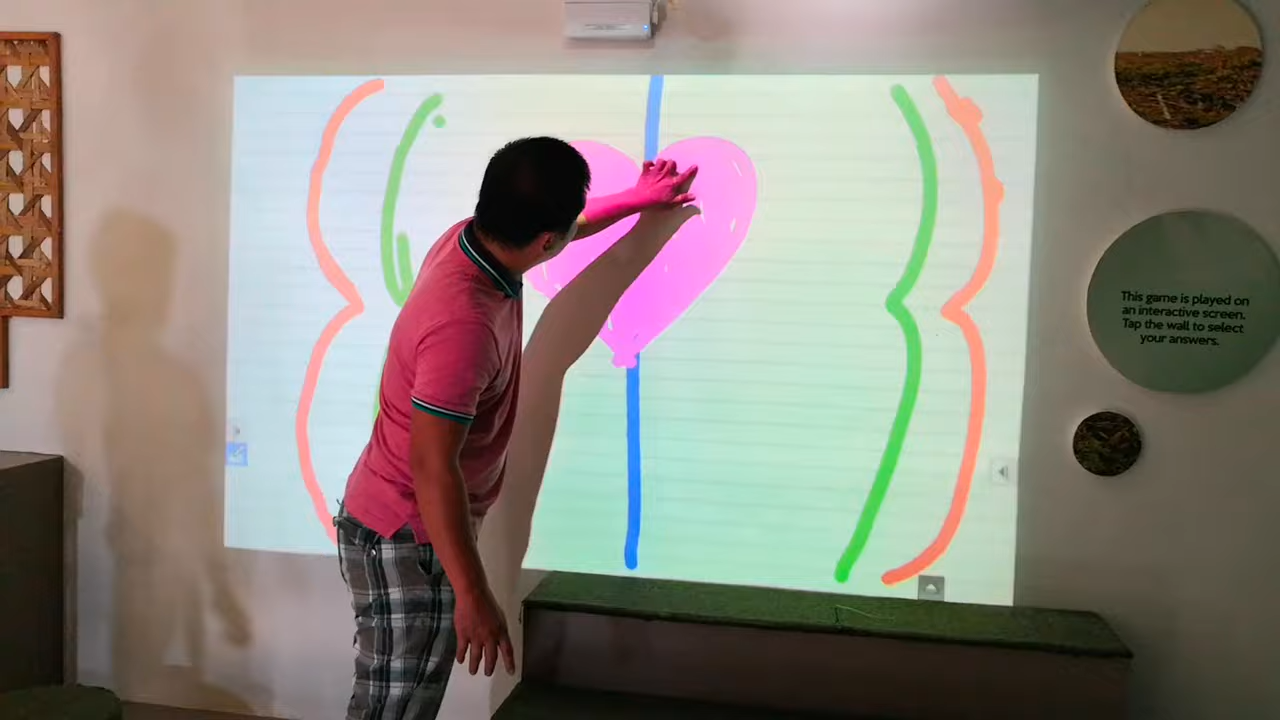 This game is played on
an interactive screen.
Tap the wall to select
your answers.